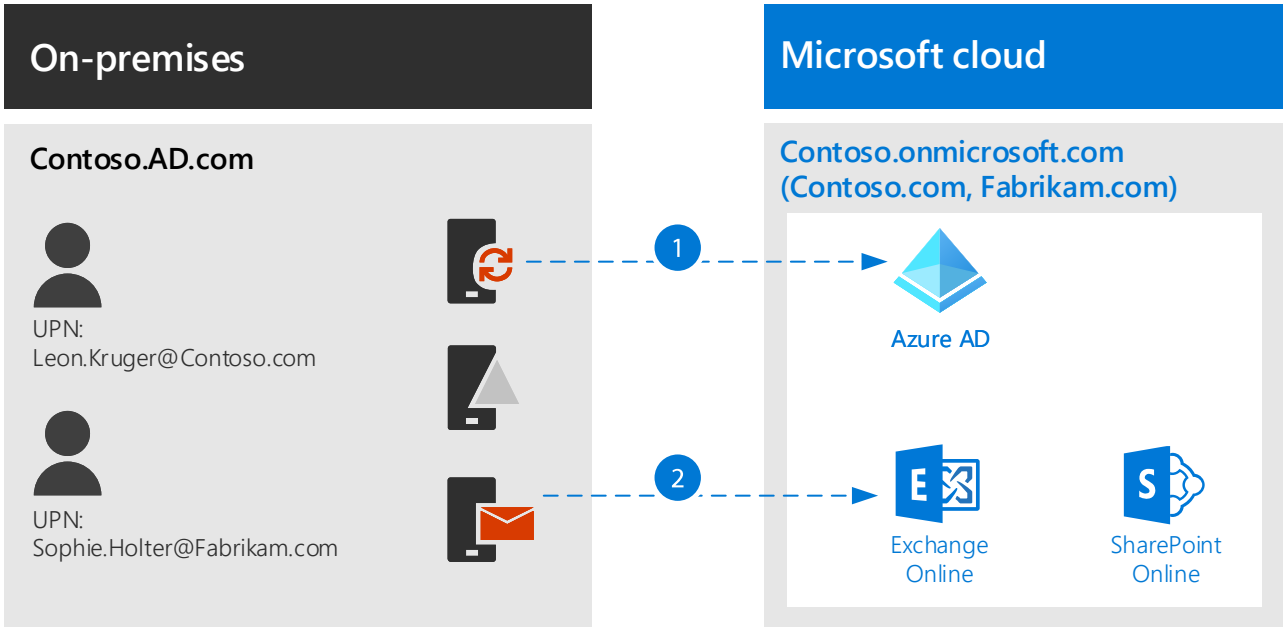 On-premises
Microsoft cloud
Contoso.AD.com
Contoso.onmicrosoft.com
(Contoso.com, Fabrikam.com)
UPN:
Leon.Kruger@Contoso.com
UPN:
Sophie.Holter@Fabrikam.com
1
2
Azure AD
E
Exchange
Online
S
SharePoint
Online